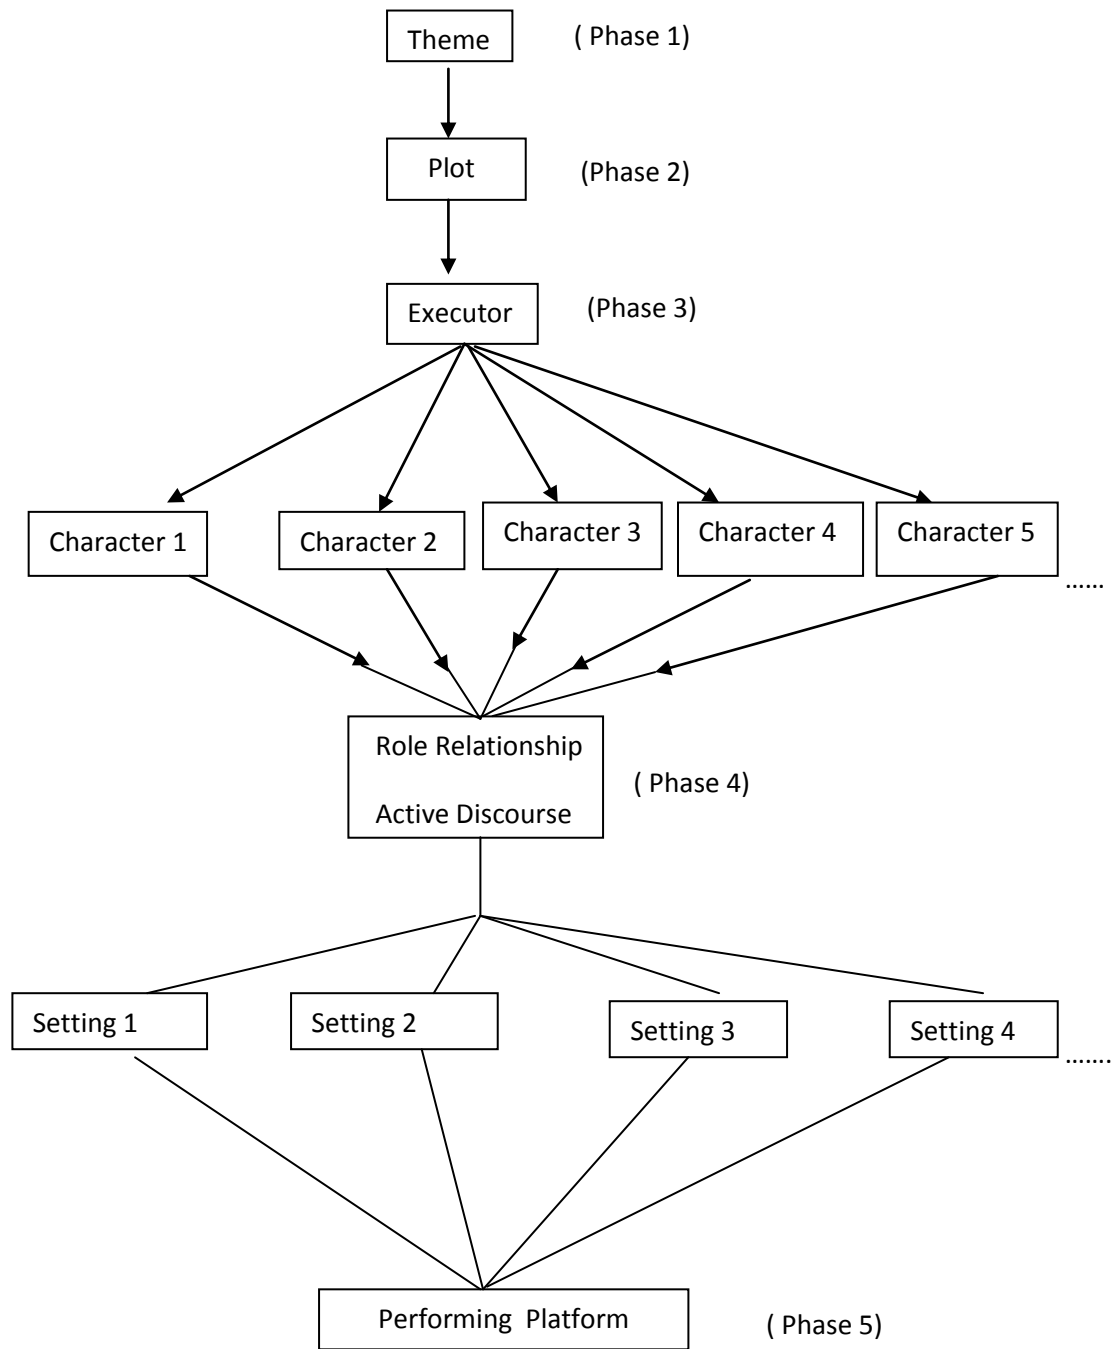 Theme
( Phase 1)
Plot
(Phase 2)
Executor
(Phase 3)
Character 1
Character 2
Character 3
Character 4
Character 5
......
Role Relationship
Active Discourse
( Phase 4)
Setting 1
Setting 2
Setting 3
Setting 4
.......
Performing  Platform
( Phase 5)